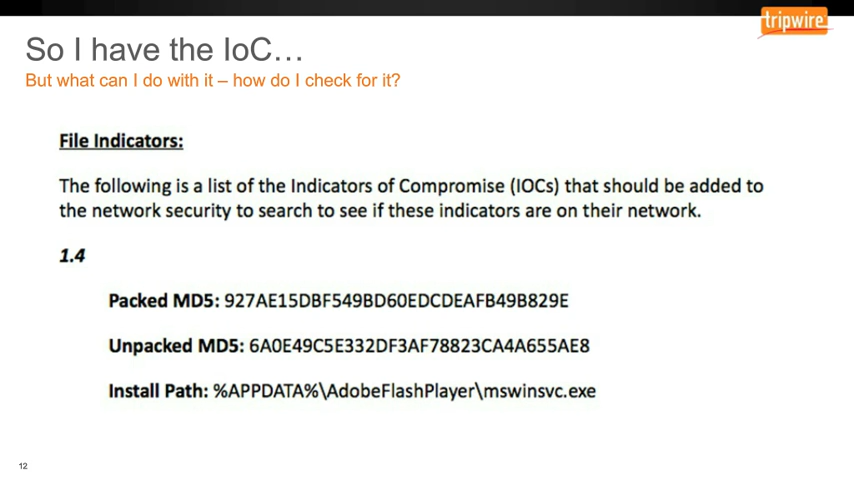 tripwire
So I have the IoC...
But what can I do with it – how do I check for it?
File Indicators:
The following is a list of the Indicators of Compromise (IOCs) that should be added to
the network security to search to see if these indicators are on their network.
1.4
Packed MD5: 927AE15DBF549BD60EDCDEAFB49B829E
Unpacked MD5: 6A0E49C5E332DF3AF78823CA4A655AE8
Install Path: %APPDATA%\AdobeFlashPlayer\mswinsvc.exe
12